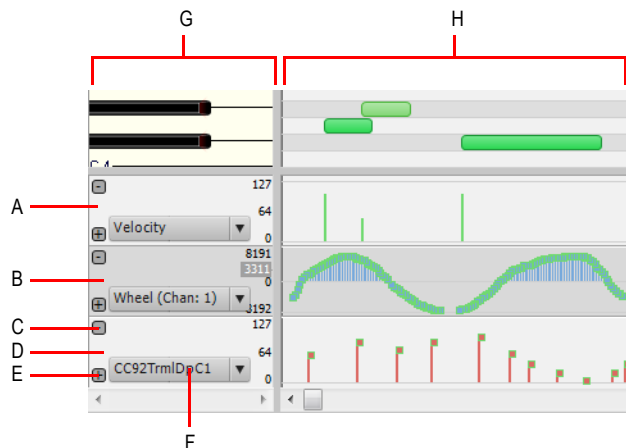 G
H
C 4
127
A
64
Velocity
0
8191
3311
B
0
Wheel (Chan: 1)
8192
C
127
D
64
E
CC92TrmlDpC1
0
F